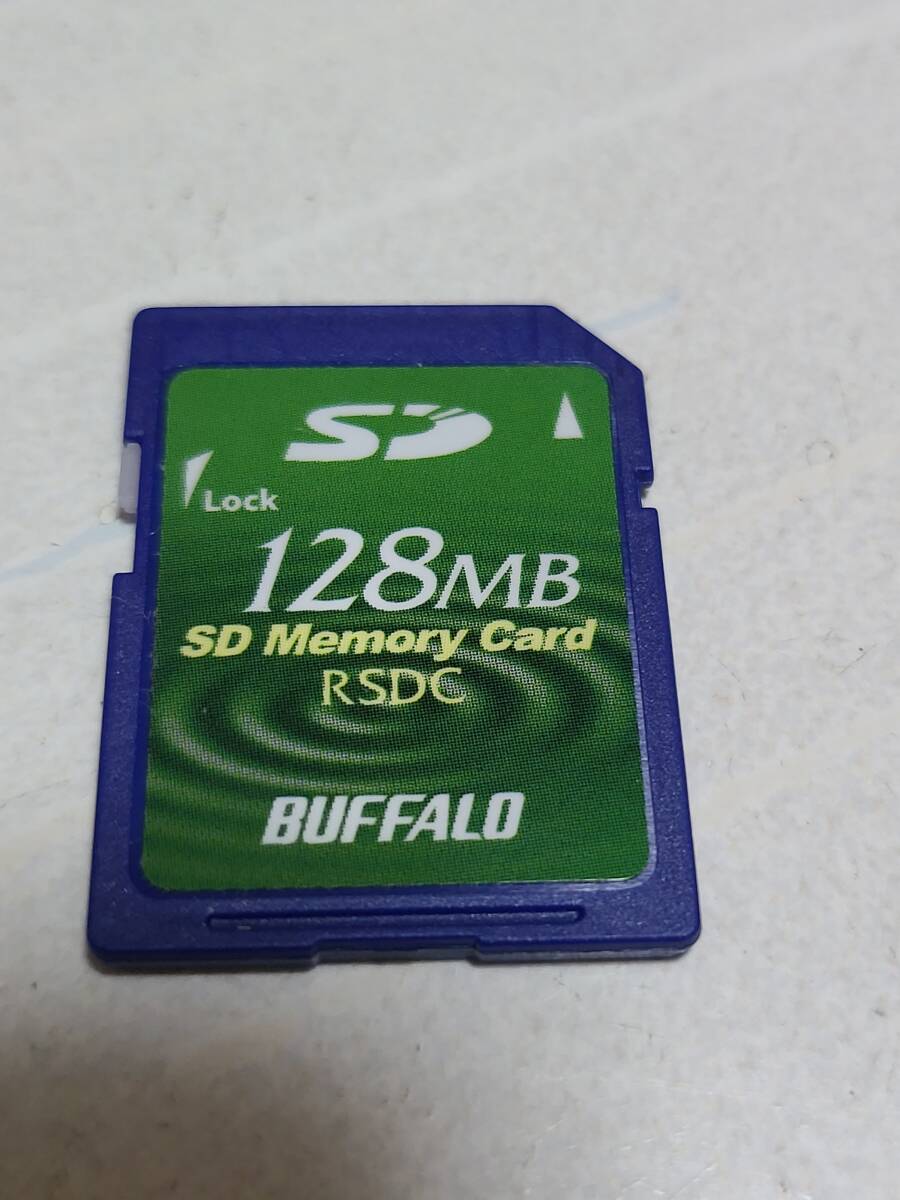 SD
Lock
128MB
SD Memory Card
RSDC
BUFFALO